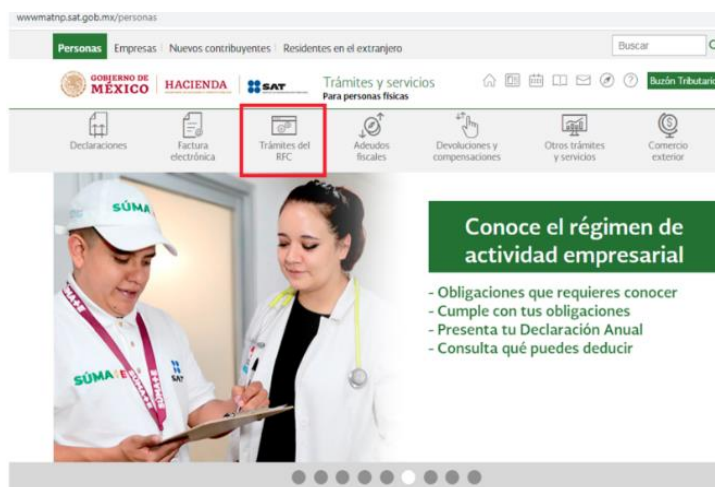 wwwmatnp.sat.gob.mx/personas
Personas Empresas Nuevos contribuyentes Residentes en el extranjero Buscar
GOBIERNO DE
MÉXICO HACIENDA SAT Trámites y servicios
Para personas físicas
? Buzón Tributario
Declaraciones Factura electrónica Trámites del RFC Adeudos fiscales Devoluciones y compensaciones Otros trámites y servicios Comercio exterior
SÚMA
Conoce el régimen de
actividad empresarial
- Obligaciones que requieres conocer
- Cumple con tus obligaciones
- Presenta tu Declaración Anual
- Consulta qué puedes deducir
SÚMATE SAT